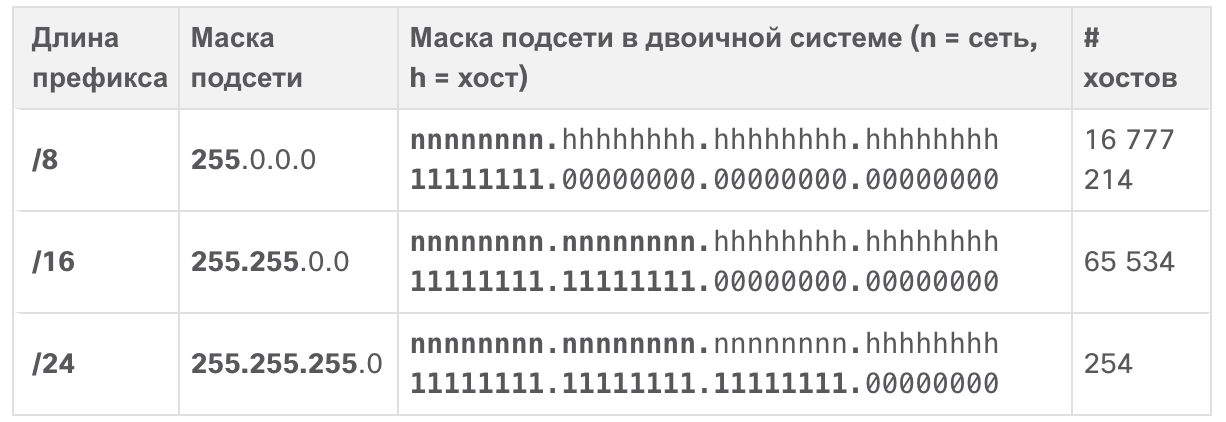 Длина префикса
Маска подсети
Маска подсети в двоичной системе (n = сеть, h = хост)
# хостов
/8
255.0.0.0
nnnnnnnn.hhhhhhhh.hhhhhhhh.hhhhhhhh
11111111.00000000.00000000.00000000
16 777 214
/16
255.255.0.0
nnnnnnnn.nnnnnnnn.hhhhhhhh.hhhhhhhh
11111111.11111111.00000000.00000000
65 534
/24
255.255.255.0
nnnnnnnn.nnnnnnnn.nnnnnnnn.hhhhhhhh
11111111.11111111.11111111.00000000
254